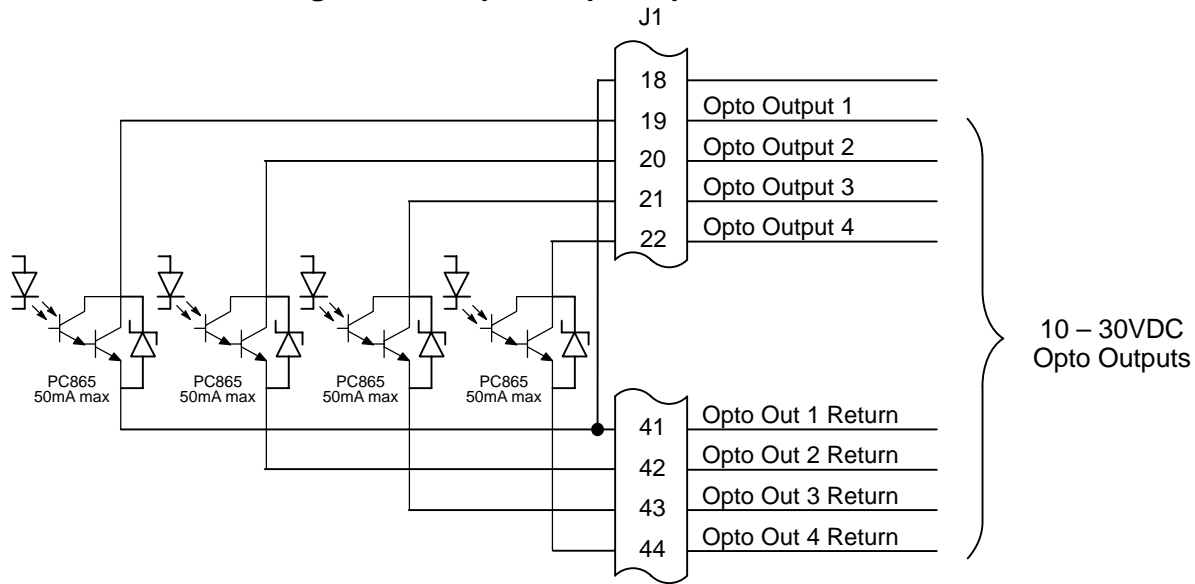 J1
18
19 Opto Output 1
20 Opto Output 2
21 Opto Output 3
22 Opto Output 4
PC865
50mA max
PC865
50mA max
PC865
50mA max
PC865
50mA max
10 – 30VDC
Opto Outputs
41 Opto Out 1 Return
42 Opto Out 2 Return
43 Opto Out 3 Return
44 Opto Out 4 Return